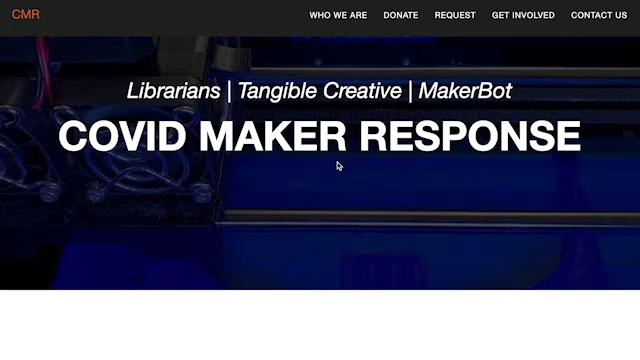 CMR
WHO WE ARE DONATE REQUEST GET INVOLVED CONTACT US
Librarians | Tangible Creative | MakerBot
COVID MAKER RESPONSE